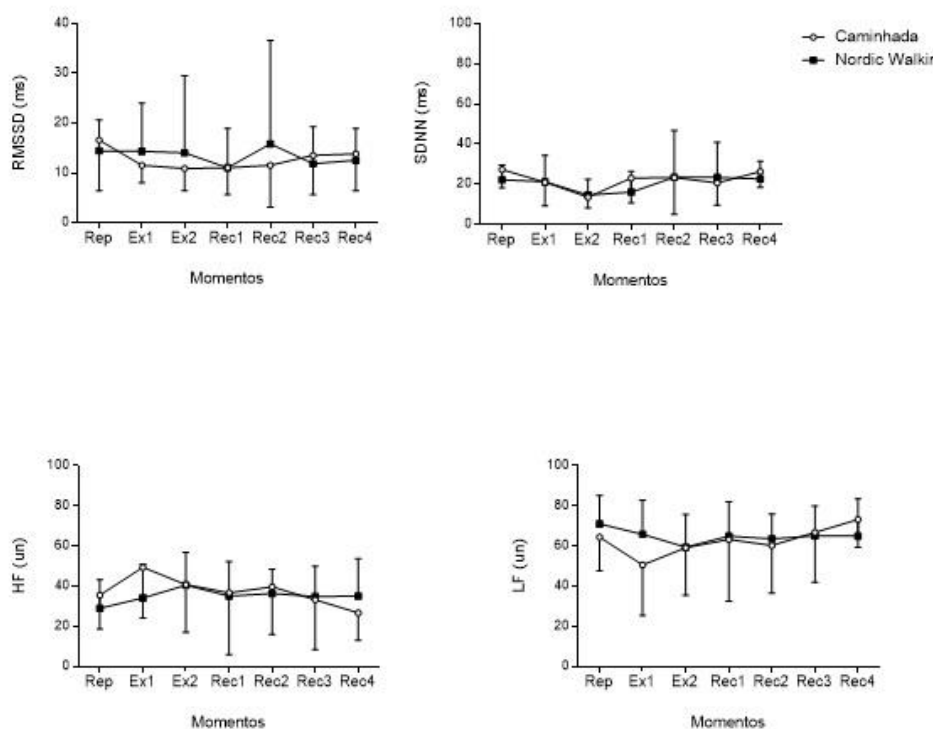 40
30
20
10
0
RMSSD (ms)
Rep Ex1 Ex2 Rec1 Rec2 Rec3 Rec4
Momentos
100
80
60
40
20
0
SDNN (ms)
Rep Ex1 Ex2 Rec1 Rec2 Rec3 Rec4
Momentos
Caminhada
Nordic Walkin
100
80
60
40
20
0
HF (un)
Rep Ex1 Ex2 Rec1 Rec2 Rec3 Rec4
Momentos
100
80
60
40
20
0
LF (un)
Rep Ex1 Ex2 Rec1 Rec2 Rec3 Rec4
Momentos